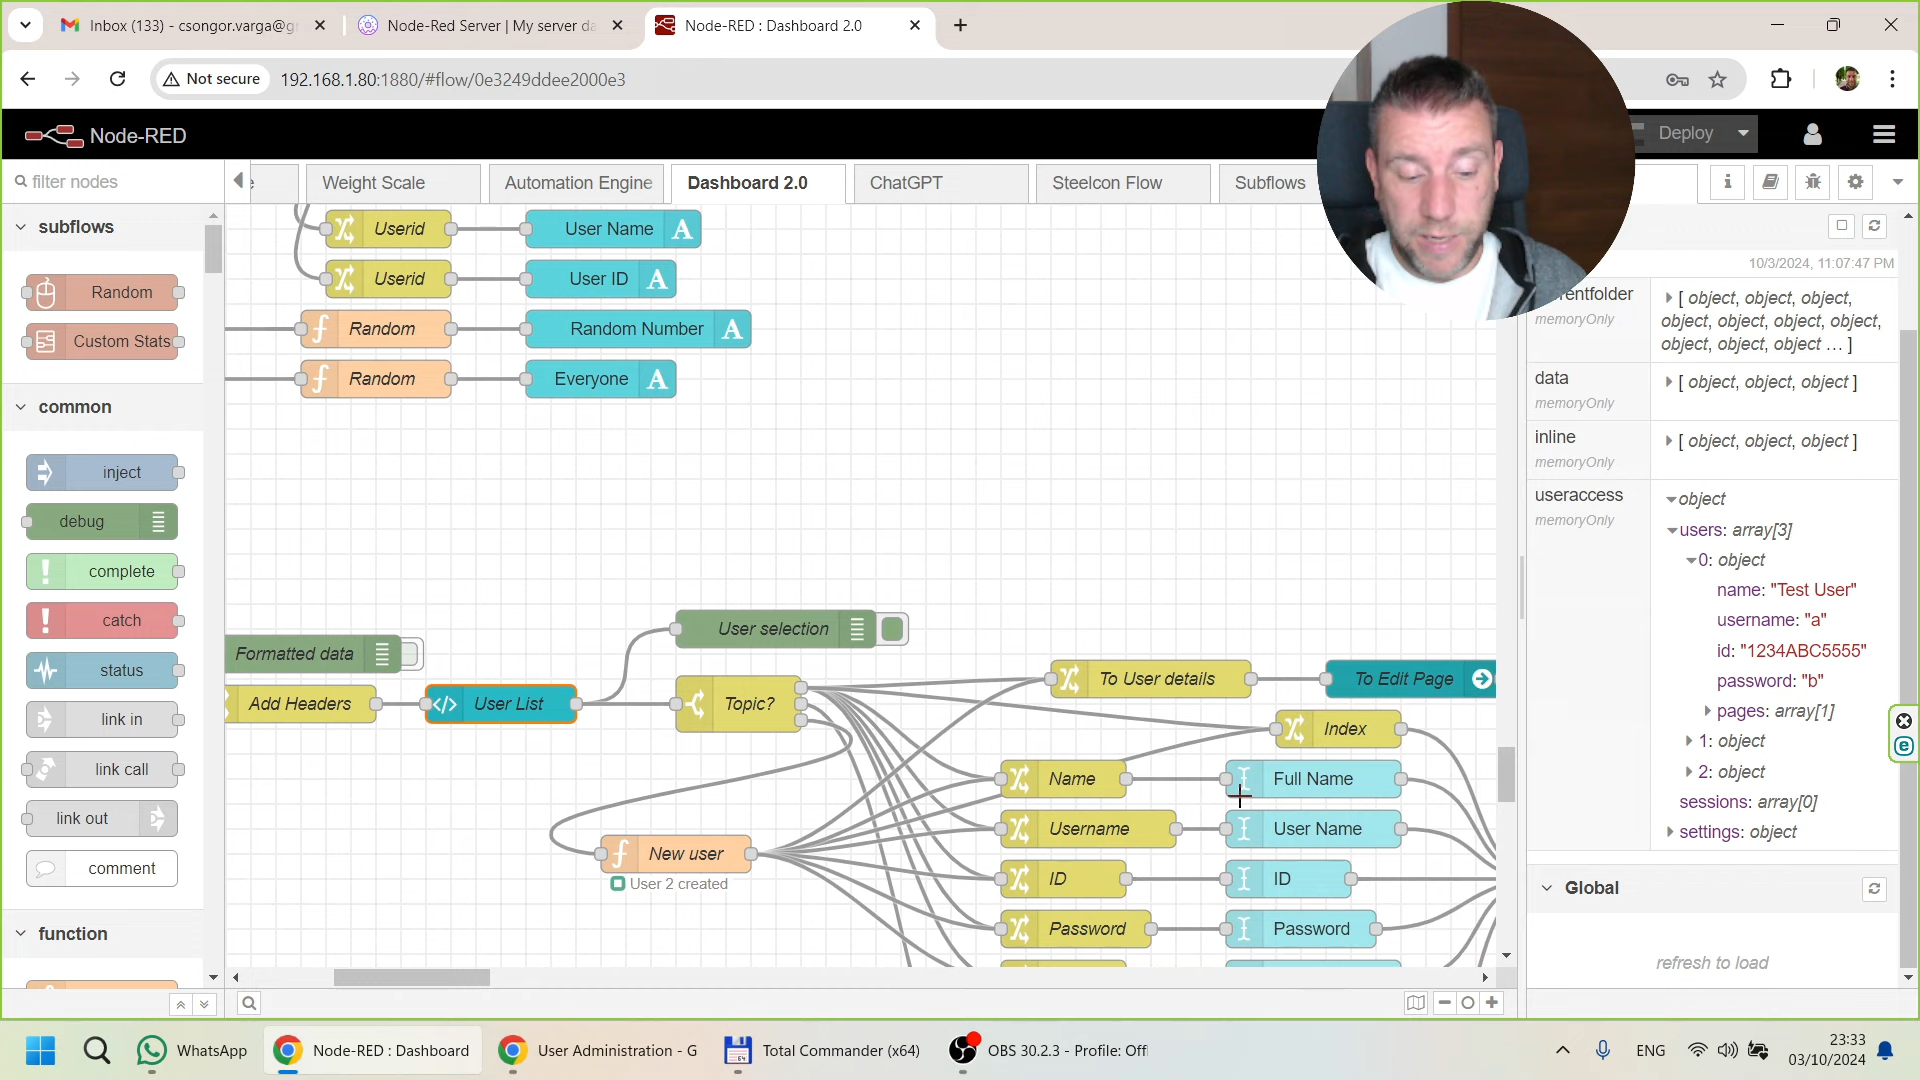 Inbox (133) - csongor.varga@g
Node-Red Server | My server da
Node-RED : Dashboard 2.0
Not secure
192.168.1.80:1880/#flow/0e3249ddee2000e3
Node-RED
Deploy
filter nodes
e
Weight Scale
Automation Engine
Dashboard 2.0
ChatGPT
Steelcon Flow
Subflows
subflows
Random
Custom Stats
common
inject
debug
complete
catch
status
link in
link call
link out
comment
function
Userid
User Name
Userid
User ID
Random
Random Number
Random
Everyone
User selection
Formatted data
To User details
To Edit Page
Add Headers
User List
Topic?
Index
Name
Full Name
Username
User Name
New user
User 2 created
ID
ID
Password
Password
10/3/2024, 11:07:47 PM
entfolder
memoryOnly
[ object, object, object,
object, object, object, object,
object, object, object … ]
data
memoryOnly
[ object, object, object ]
inline
memoryOnly
[ object, object, object ]
useraccess
memoryOnly
object
users: array[3]
0: object
name: "Test User"
username: "a"
id: "1234ABC5555"
password: "b"
pages: array[1]
1: object
2: object
sessions: array[0]
settings: object
Global
refresh to load
WhatsApp
Node-RED : Dashboard
User Administration - G
Total Commander (x64)
64
OBS 30.2.3 - Profile: Off
ENG
23:33
03/10/2024